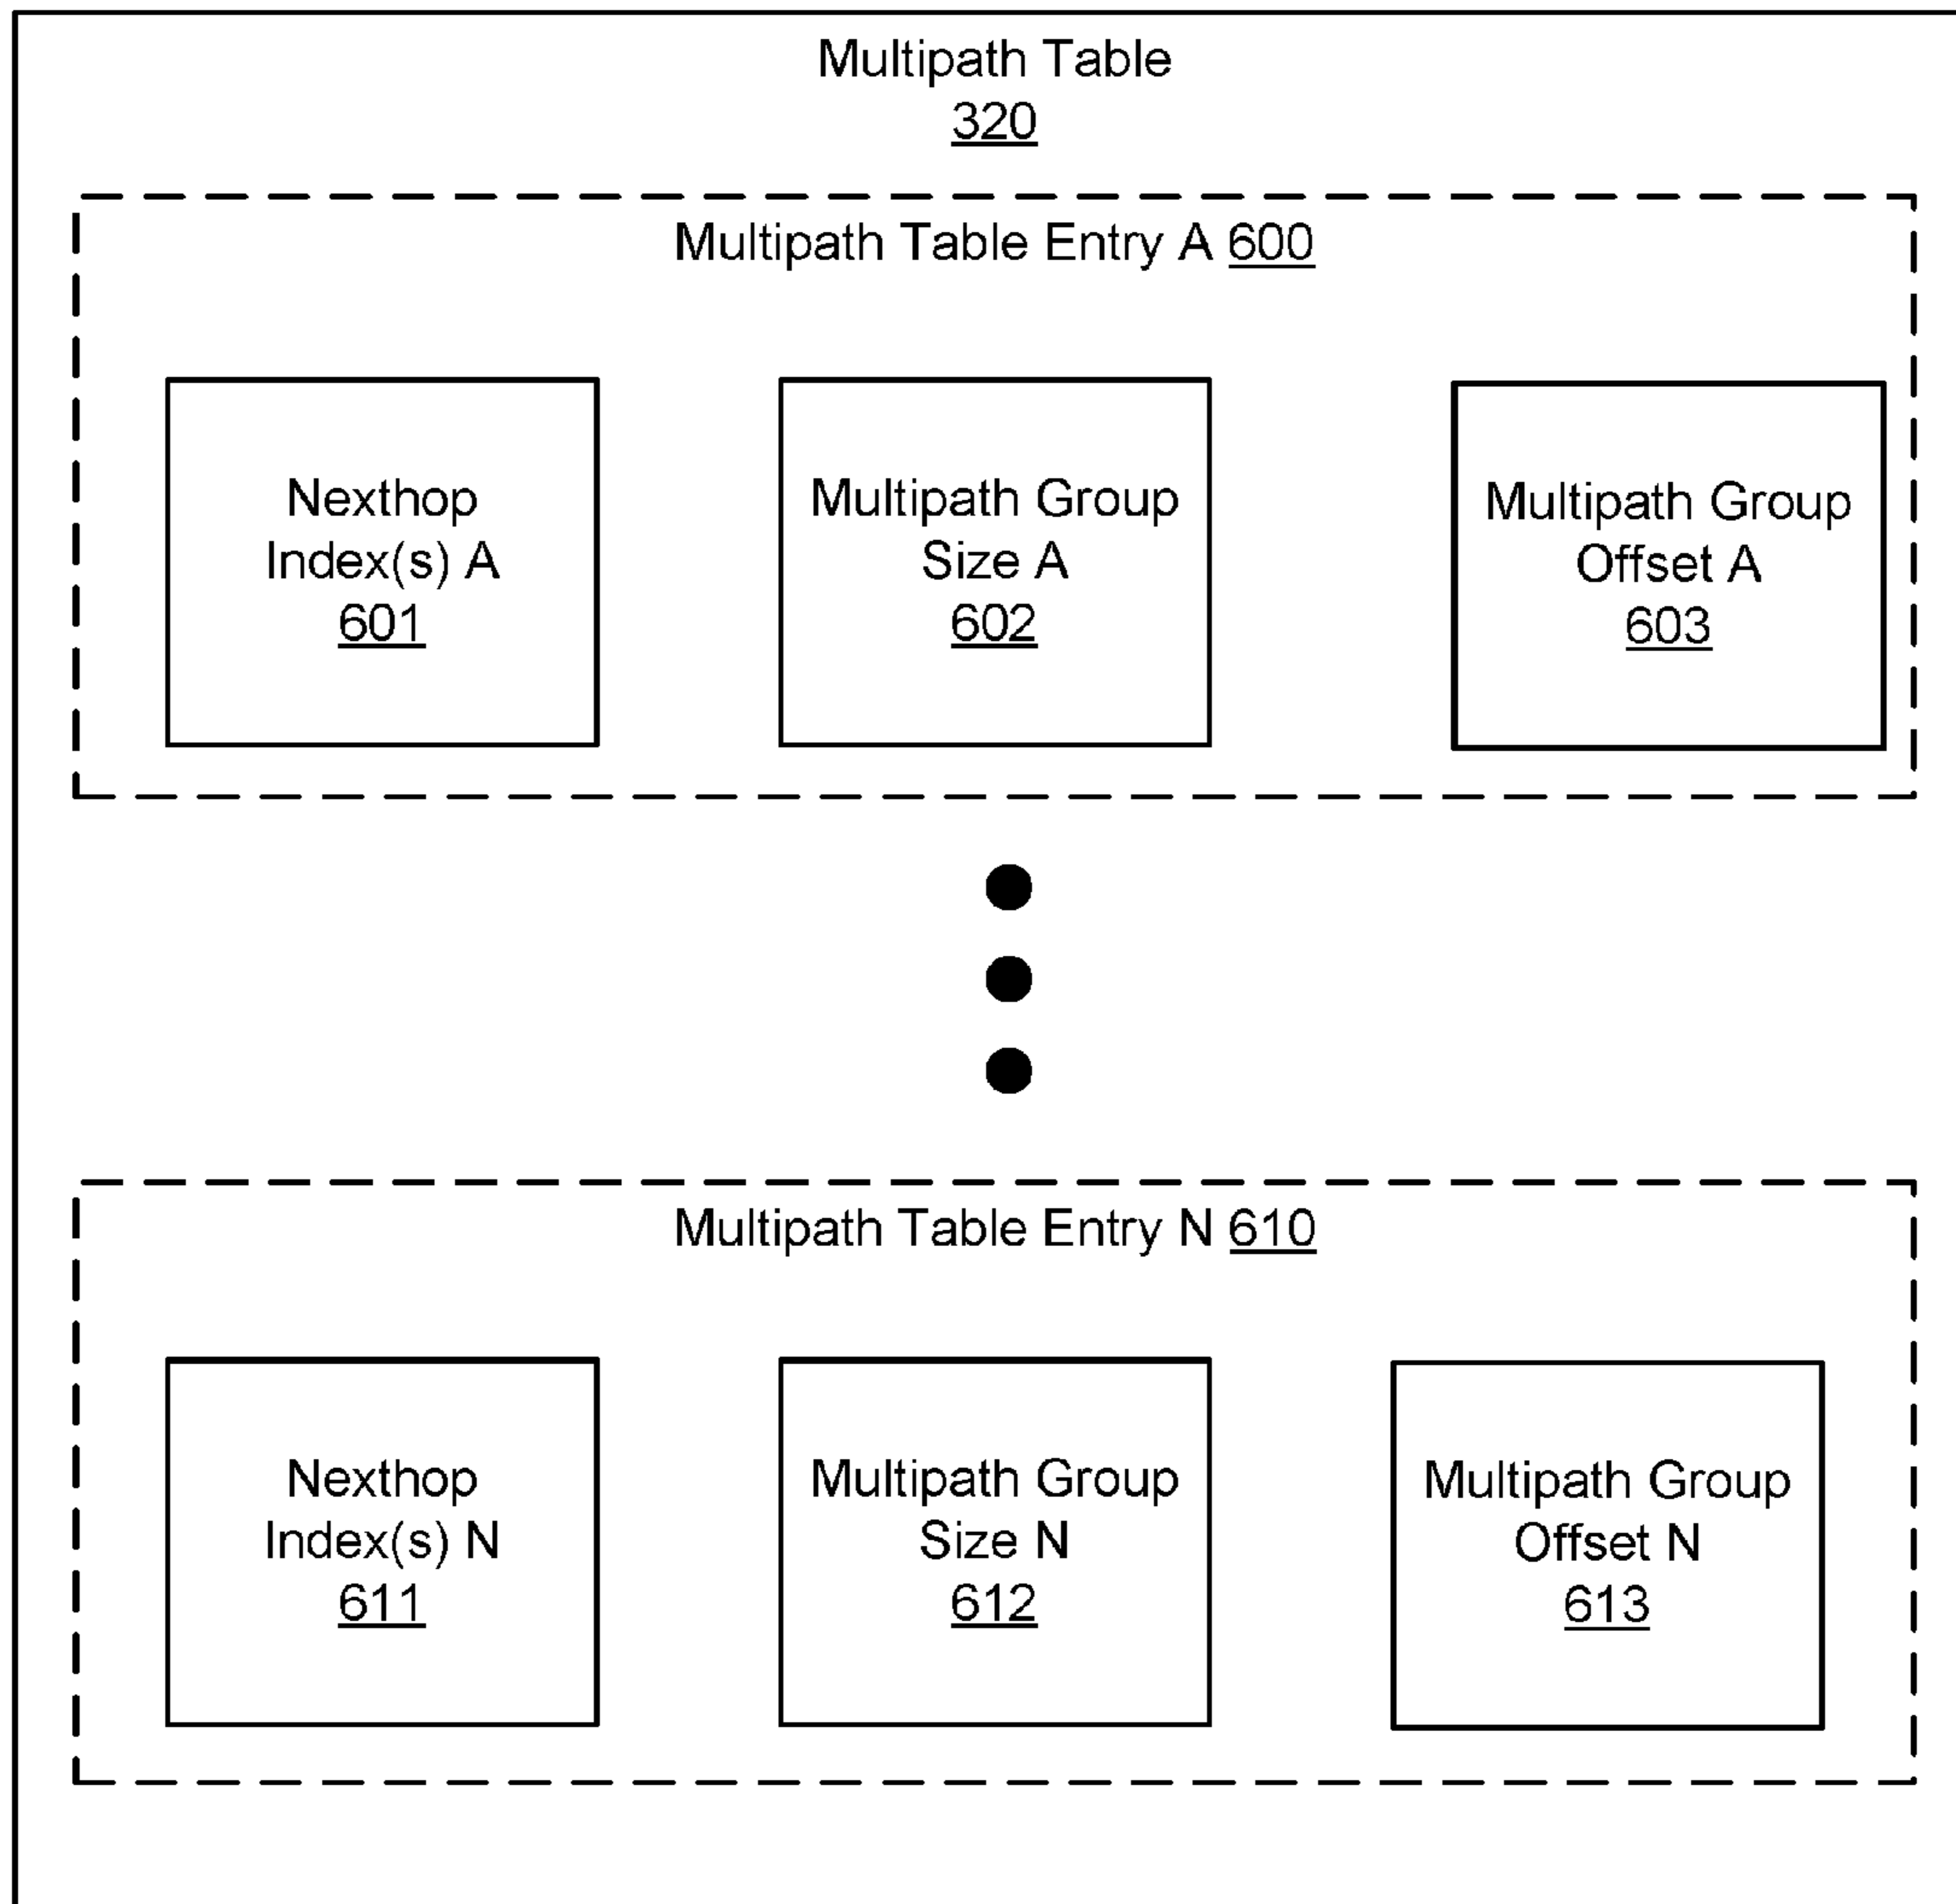 Multipath Table
320
Multipath Table Entry A 600
Nexthop
Index(s) A
601
Multipath Group
Size A
602
Multipath Group
Offset A
603
Multipath Table Entry N 610
Nexthop
Index(s) N
611
Multipath Group
Size N
612
Multipath Group
Offset N
613